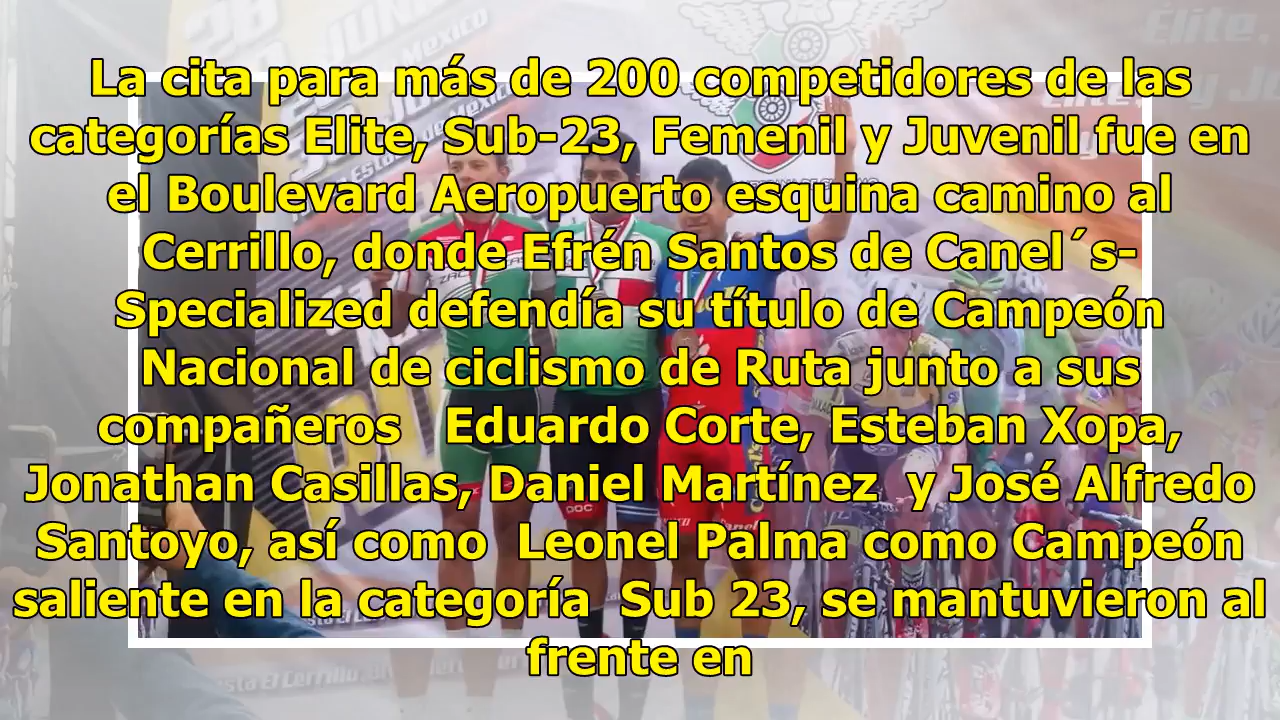 La cita para más de 200 competidores de las
categorías Elite, Sub-23, Femenil y Juvenil fue en
el Boulevard Aeropuerto esquina camino al
Cerrillo, donde Efrén Santos de Canel´s-
Specialized defendía su título de Campeón
Nacional de ciclismo de Ruta junto a sus
compañeros   Eduardo Corte, Esteban Xopa,
Jonathan Casillas, Daniel Martínez  y José Alfredo
Santoyo, así como  Leonel Palma como Campeón
saliente en la categoría  Sub 23, se mantuvieron al
frente en
poc